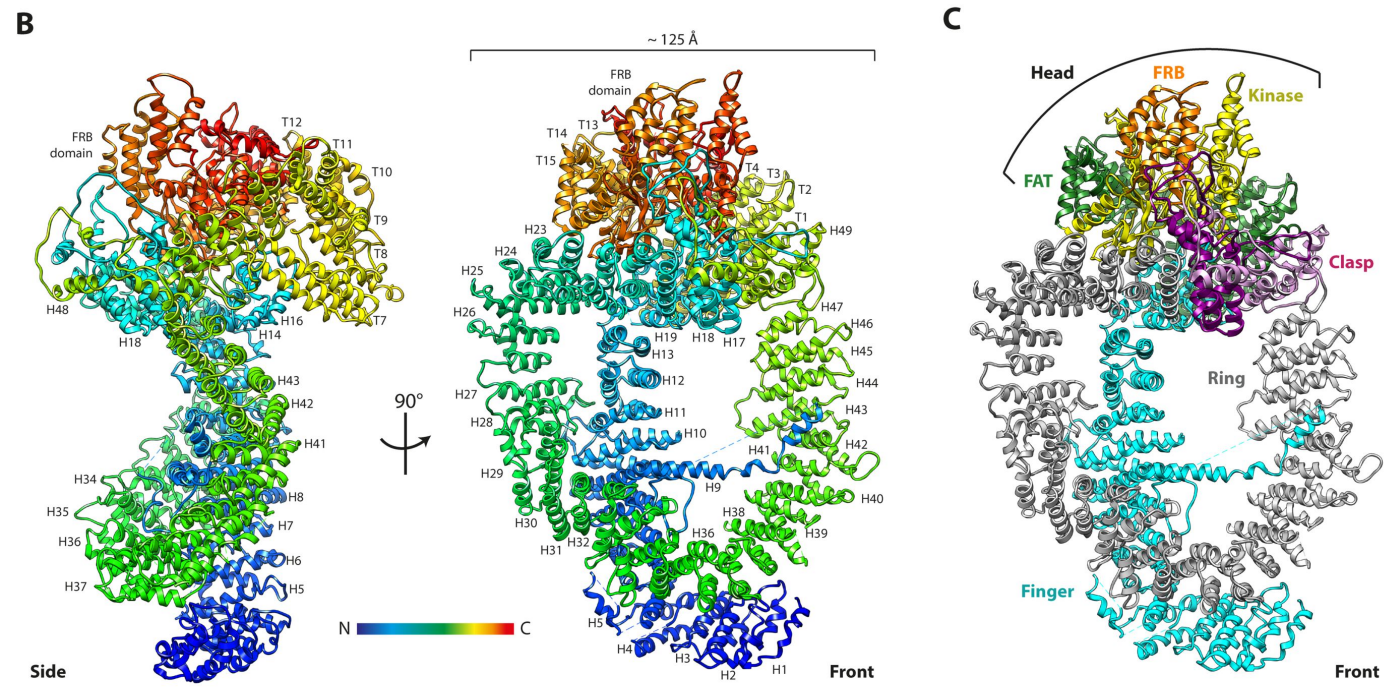 B
FRB
domain
T12
T11
T10
T9
T8
T7
H48
H18
H16
H14
H43
H42
H41
H34
H35
H36
H37
H8
H7
H6
H5
Side
90°
~ 125 Å
FRB
domain
T13
T14
T15
T4
T3
T2
T1
H49
H23
H24
H25
H26
H47
H46
H19
H18
H17
H13
H45
H12
H44
H27
H28
H11
H10
H43
H42
H41
H29
H9
H40
H30
H31
H32
H38
H36
H39
N
C
H5
H4
H3
H2
H1
Front
C
Head
FRB
Kinase
FAT
Clasp
Ring
Finger
Front